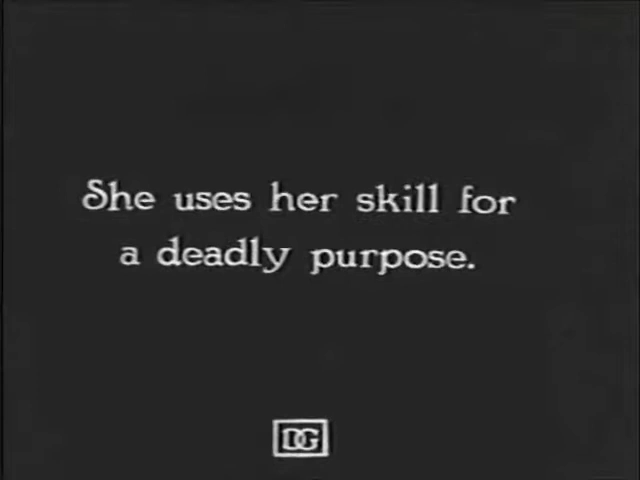 She uses her skill for
a deadly purpose.
DG